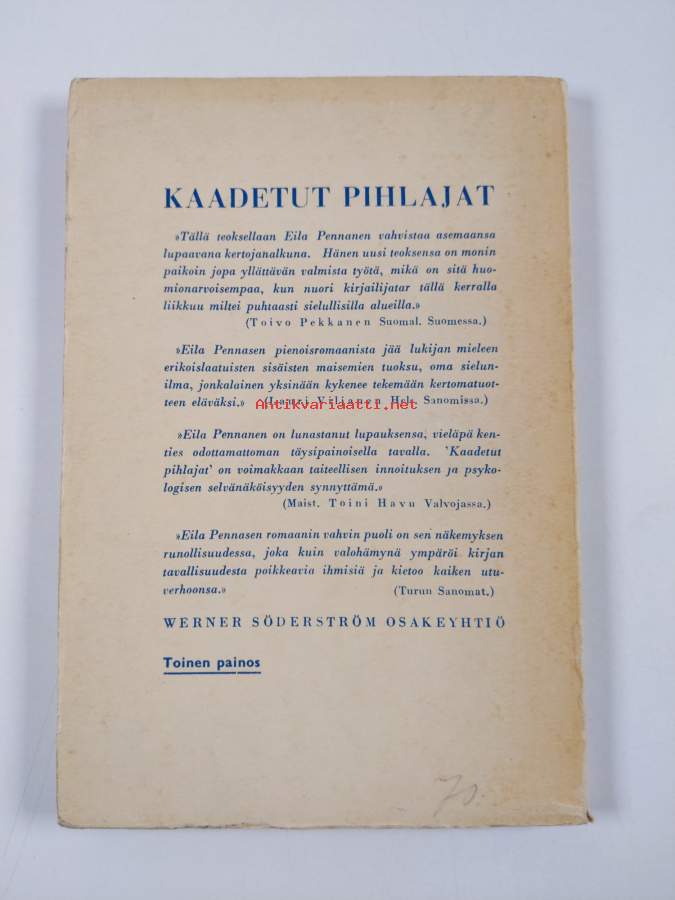 KAADETUT PIHLAJAT
»Tällä teoksellaan Eila Pennanen vahvistaa asemaansa
lupaavana kertojanalkuna. Hänen uusi teoksensa on monin
paikoin jopa yllättävän valmista työtä, mikä on sitä huo-
mionarvoisempaa, kun nuori kirjailijatar tällä kerralla
liikkuu miltei puhtaasti sielullisilla alueilla.»
(Toivo Pekkanen Suomal. Suomessa.)
»Eila Pennasen pienoisromaanista jää lukijan mieleen
erikoislaatuisten sisäisten maisemien tuoksu, oma sielun-
ilma, jonkalainen yksinään kykenee tekemään kertomatuot-
teen eläväksi.» (Lauri Viljanen Hels. Sanomissa.)
Antikvariaatti.net
»Eila Pennanen on lunastanut lupauksensa, vieläpä ken-
ties odottamattoman täysipainoisella tavalla. 'Kaadetut
pihlajat' on voimakkaan taiteellisen innoituksen ja psyko-
logisen selvänäköisyyden synnyttämä.»
(Maist. Toini Havu Valvojassa.)
»Eila Pennasen romaanin vahvin puoli on sen näkemyksen
runollisuudessa, joka kuin valohämynä ympäröi kirjan
tavallisuudesta poikkeavia ihmisiä ja kietoo kaiken utu-
verhoonsa.» (Turun Sanomat.)
WERNER SÖDERSTRÖM OSAKEYHTIÖ
Toinen painos
70:-